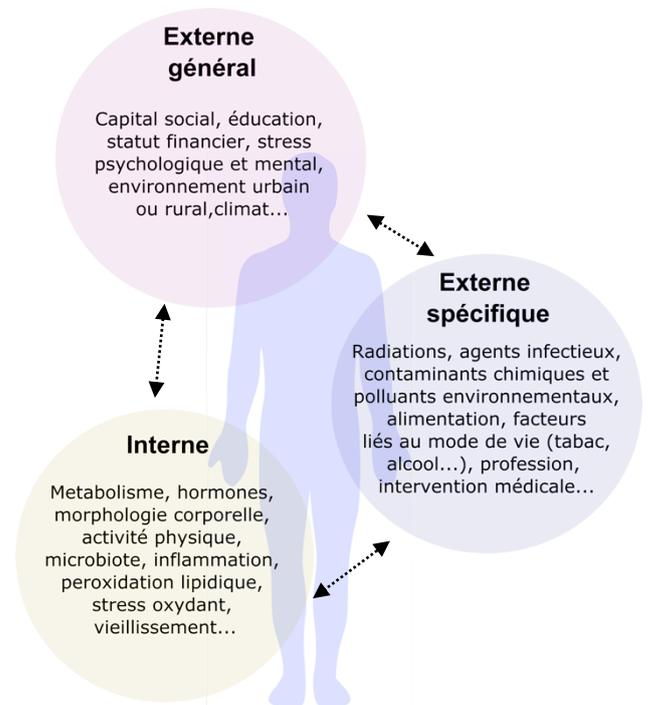 Externe
général
Capital social, éducation,
statut financier, stress
psychologique et mental,
environnement urbain
ou rural,climat...
Externe
spécifique
Radiations, agents infectieux,
contaminants chimiques et
polluants environnementaux,
alimentation, facteurs
liés au mode de vie (tabac,
alcool...), profession,
intervention médicale...
Interne
Metabolisme, hormones,
morphologie corporelle,
activité physique,
microbiote, inflammation,
peroxidation lipidique,
stress oxydant,
vieillissement...